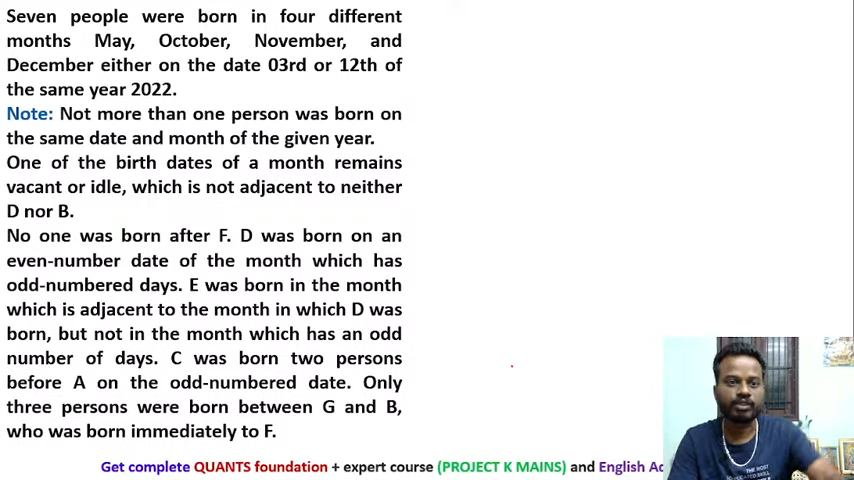 Seven people were born in four different
months May, October, November, and
December either on the date 03rd or 12th of
the same year 2022.
Note: Not more than one person was born on
the same date and month of the given year.
One of the birth dates of a month remains
vacant or idle, which is not adjacent to neither
D nor B.
No one was born after F. D was born on an
even-number date of the month which has
odd-numbered days. E was born in the month
which is adjacent to the month in which D was
born, but not in the month which has an odd
number of days. C was born two persons
before A on the odd-numbered date. Only
three persons were born between G and B,
who was born immediately to F.
Get complete QUANTS foundation + expert course (PROJECT K MAINS) and English